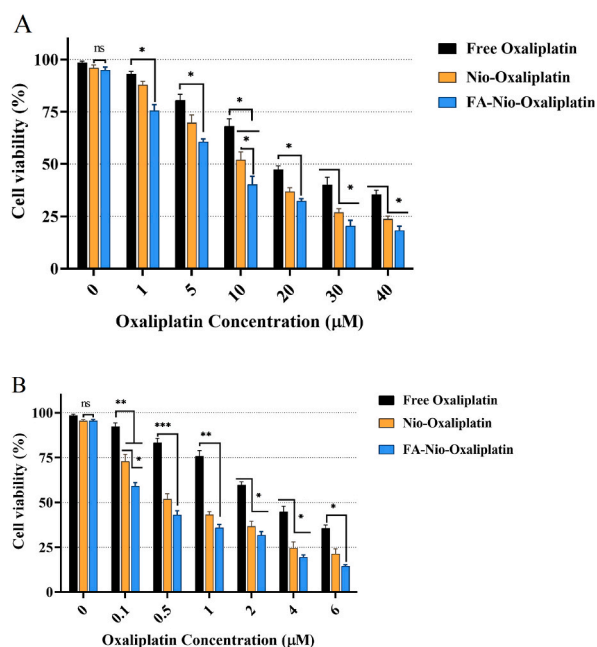 A
Free Oxaliplatin
Nio-Oxaliplatin
FA-Nio-Oxaliplatin
Cell viability (%)
100
75
50
25
0
ns
*
*
*
*
*
*
*
0 1 5 10 20 30 40
Oxaliplatin Concentration (μM)
B
Free Oxaliplatin
Nio-Oxaliplatin
FA-Nio-Oxaliplatin
Cell viability (%)
100
75
50
25
0
ns
**
*
***
**
*
*
*
0 0.1 0.5 1 2 4 6
Oxaliplatin Concentration (μM)